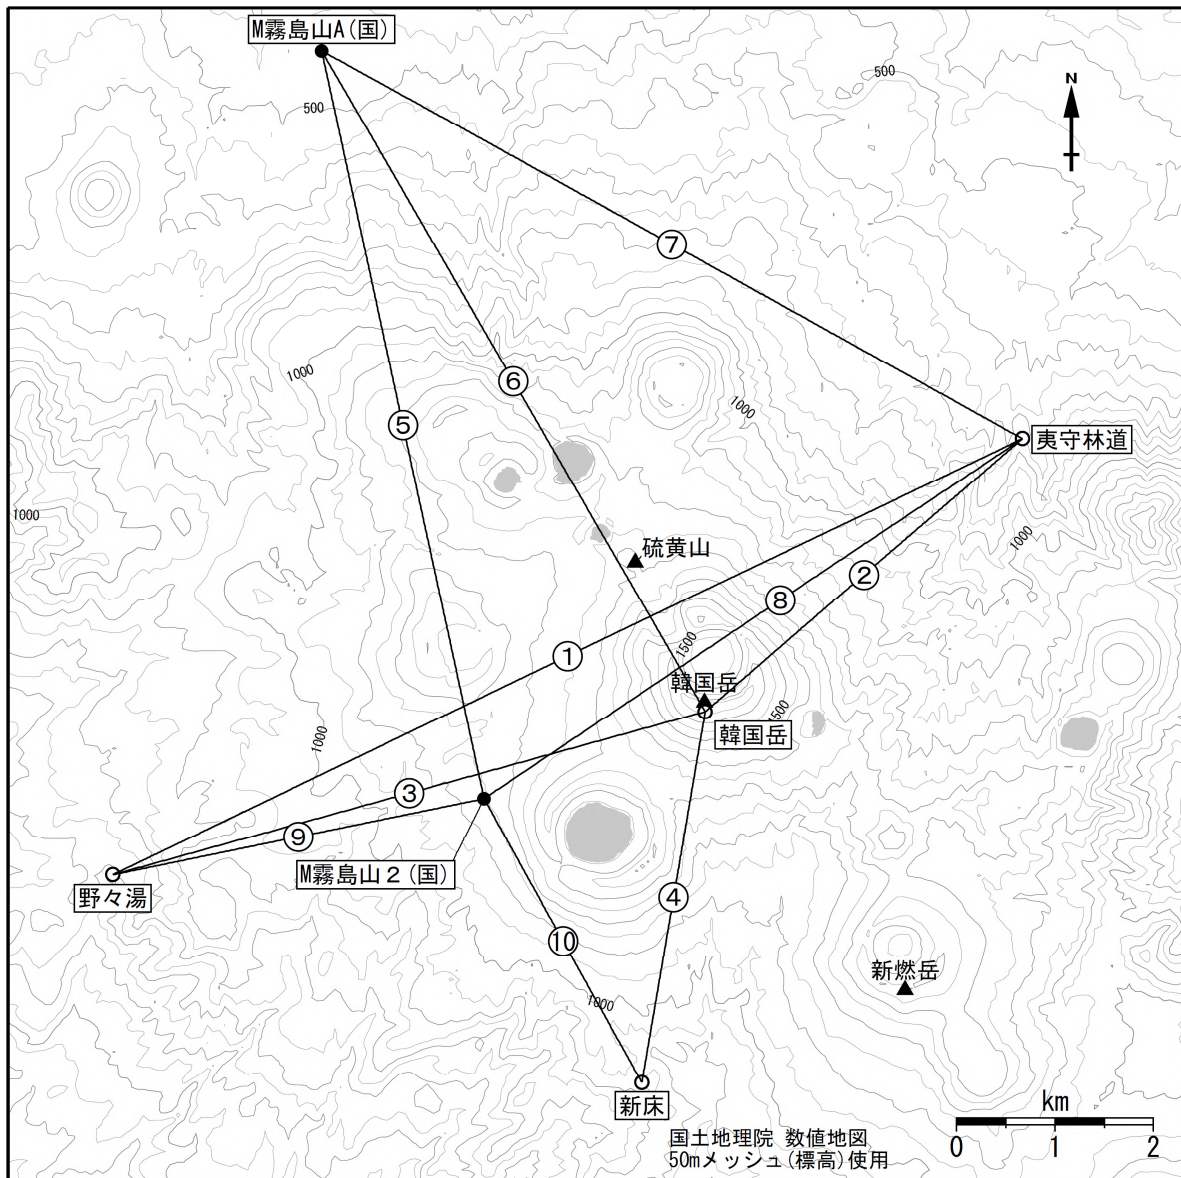 M霧島山A(国)
500
500
N
⑦
1000
⑥
1000
⑤
夷守林道
1000
1000
硫黄山
②
⑧
①
1500
韓国岳
1500
韓国岳
1000
③
⑨
M霧島山2(国)
野々湯
④
⑩
新燃岳
1000
新床
km
0 1 2
国土地理院 数値地図
50mメッシュ(標高)使用